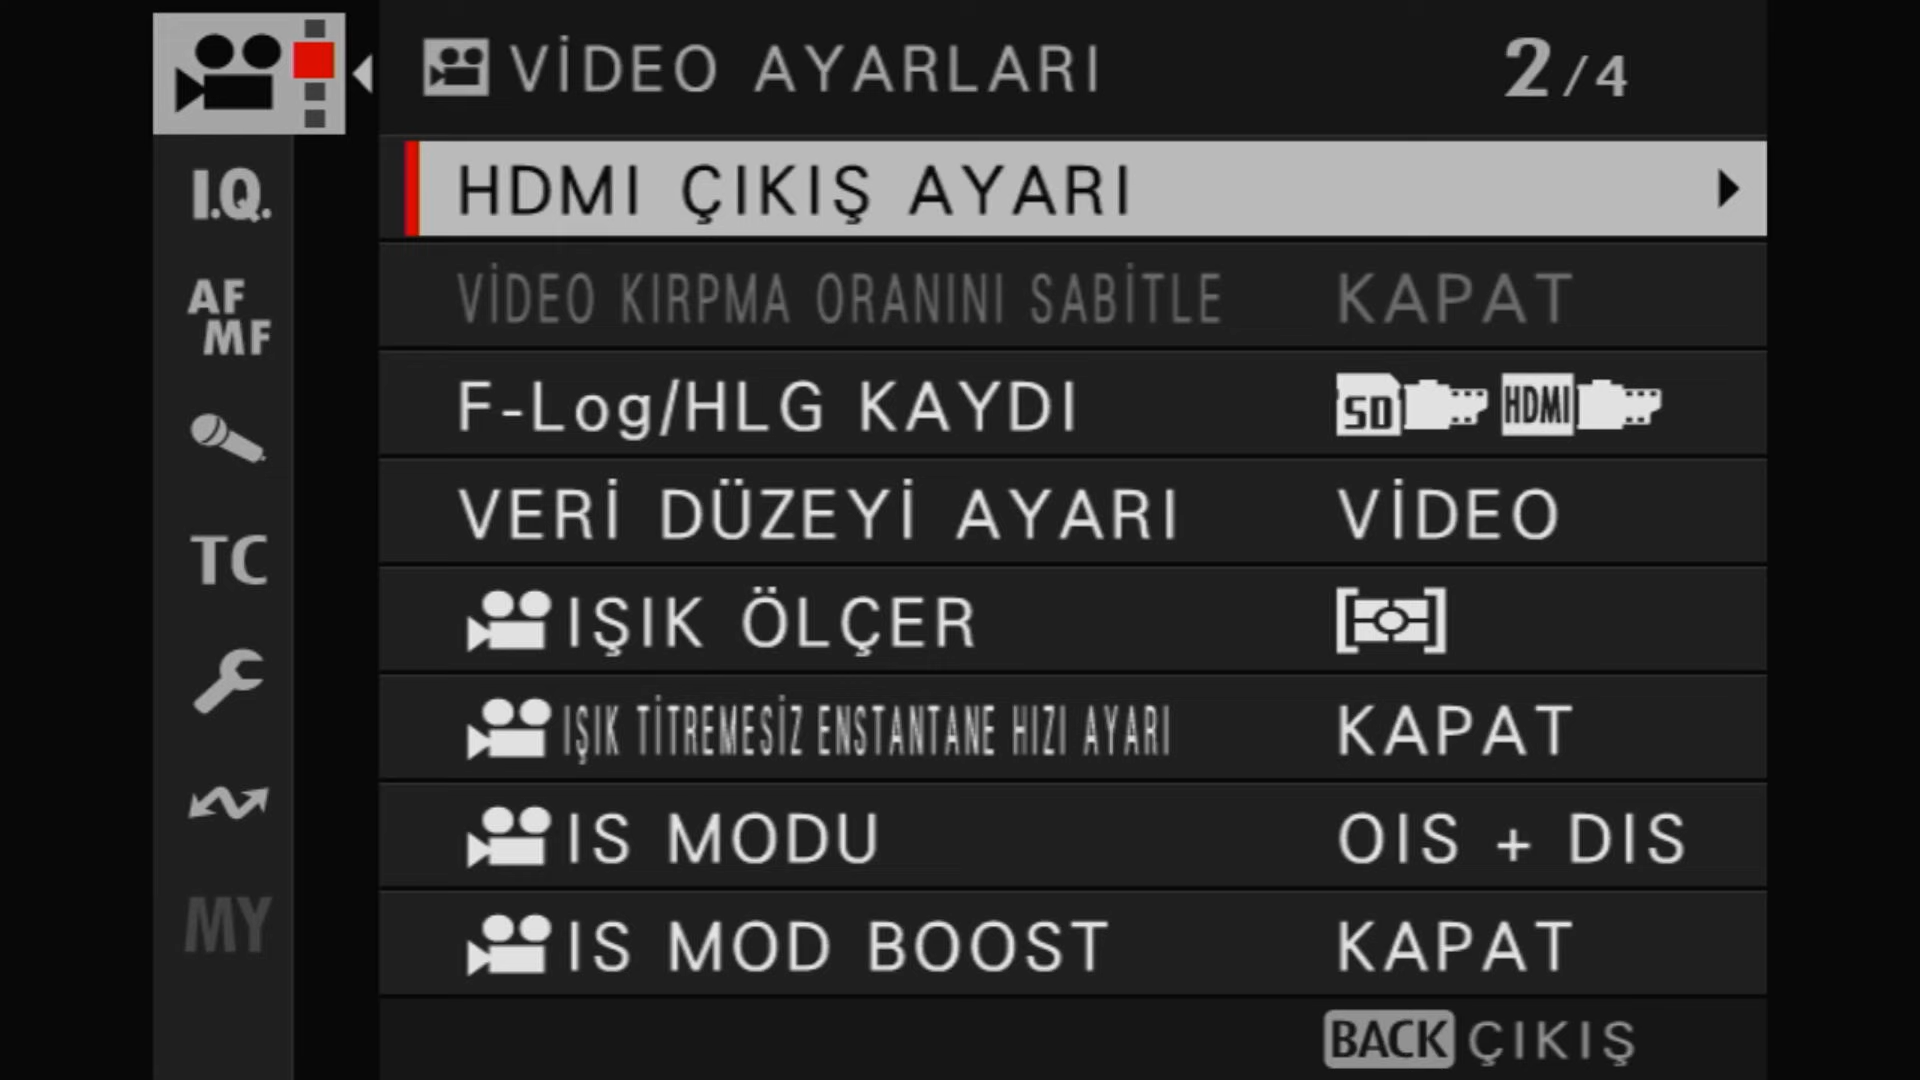 VİDEO AYARLARI 2/4
HDMI ÇIKIŞ AYARI
VİDEO KIRPMA ORANINI SABİTLE KAPAT
F-Log/HLG KAYDI SD HDMI
VERİ DÜZEYİ AYARI VİDEO
IŞIK ÖLÇER
IŞIK TİTREMESİZ ENSTANTANE HIZI AYARI KAPAT
IS MODU OIS + DIS
IS MOD BOOST KAPAT
BACK ÇIKIŞ
I.Q.
AF
MF
TC
MY